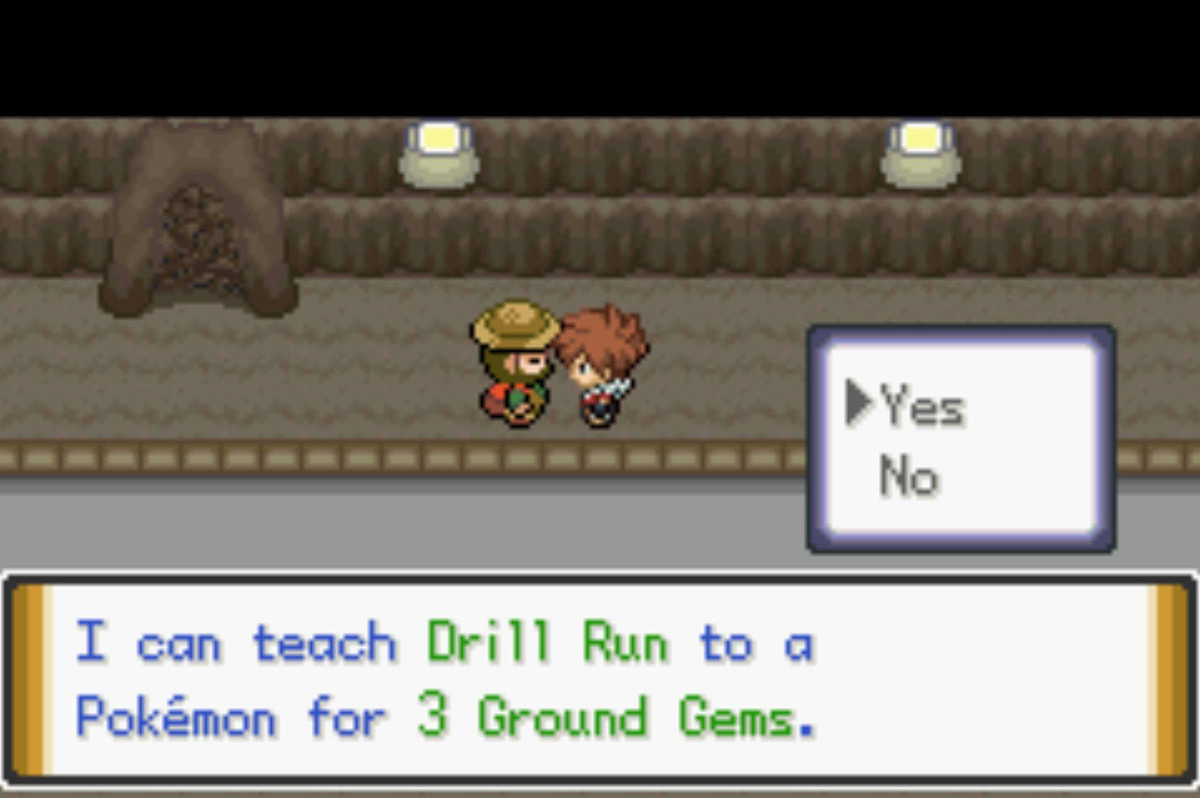 Yes
No
I can teach Drill Run to a
Pokémon for 3 Ground Gems.